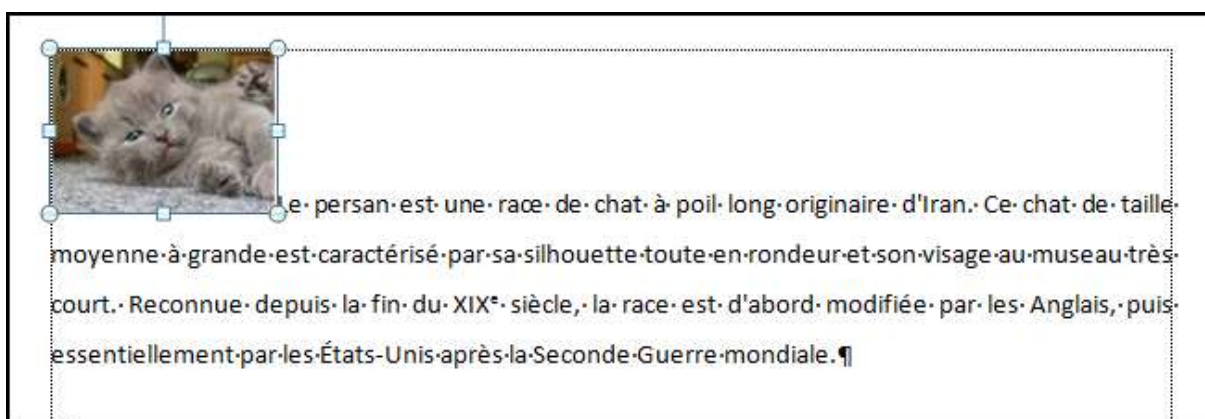 Le persan est une race de chat à poil long originaire d'Iran. Ce chat de taille
moyenne à grande est caractérisé par sa silhouette toute en rondeur et son visage au museau très
court. Reconnue depuis la fin du XIXᵉ siècle, la race est d'abord modifiée par les Anglais, puis
essentiellement par les États-Unis après la Seconde Guerre mondiale.¶